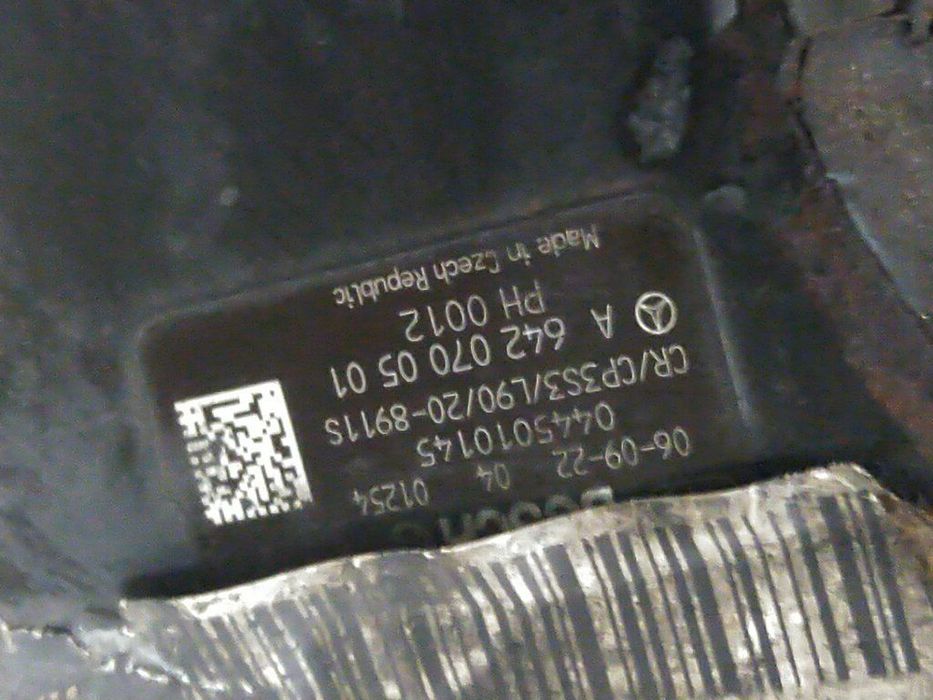 BOSCH
06-09-22 04 01254
0445010145
CR/CP3S3/L90/20-8911S
A 642 070 05 01
PH 0012
Made in Czech Republic